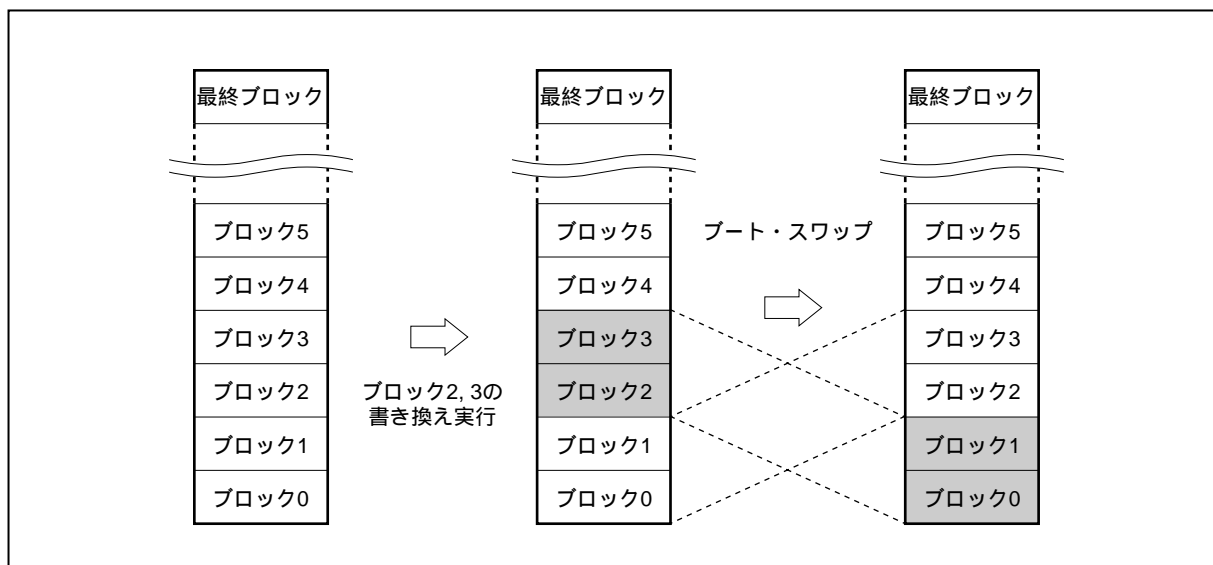 最終ブロック
ブロック5
ブロック4
ブロック3
ブロック2
ブロック1
ブロック0
ブロック2, 3の
書き換え実行
最終ブロック
ブロック5
ブロック4
ブロック3
ブロック2
ブロック1
ブロック0
ブート・スワップ
最終ブロック
ブロック5
ブロック4
ブロック3
ブロック2
ブロック1
ブロック0